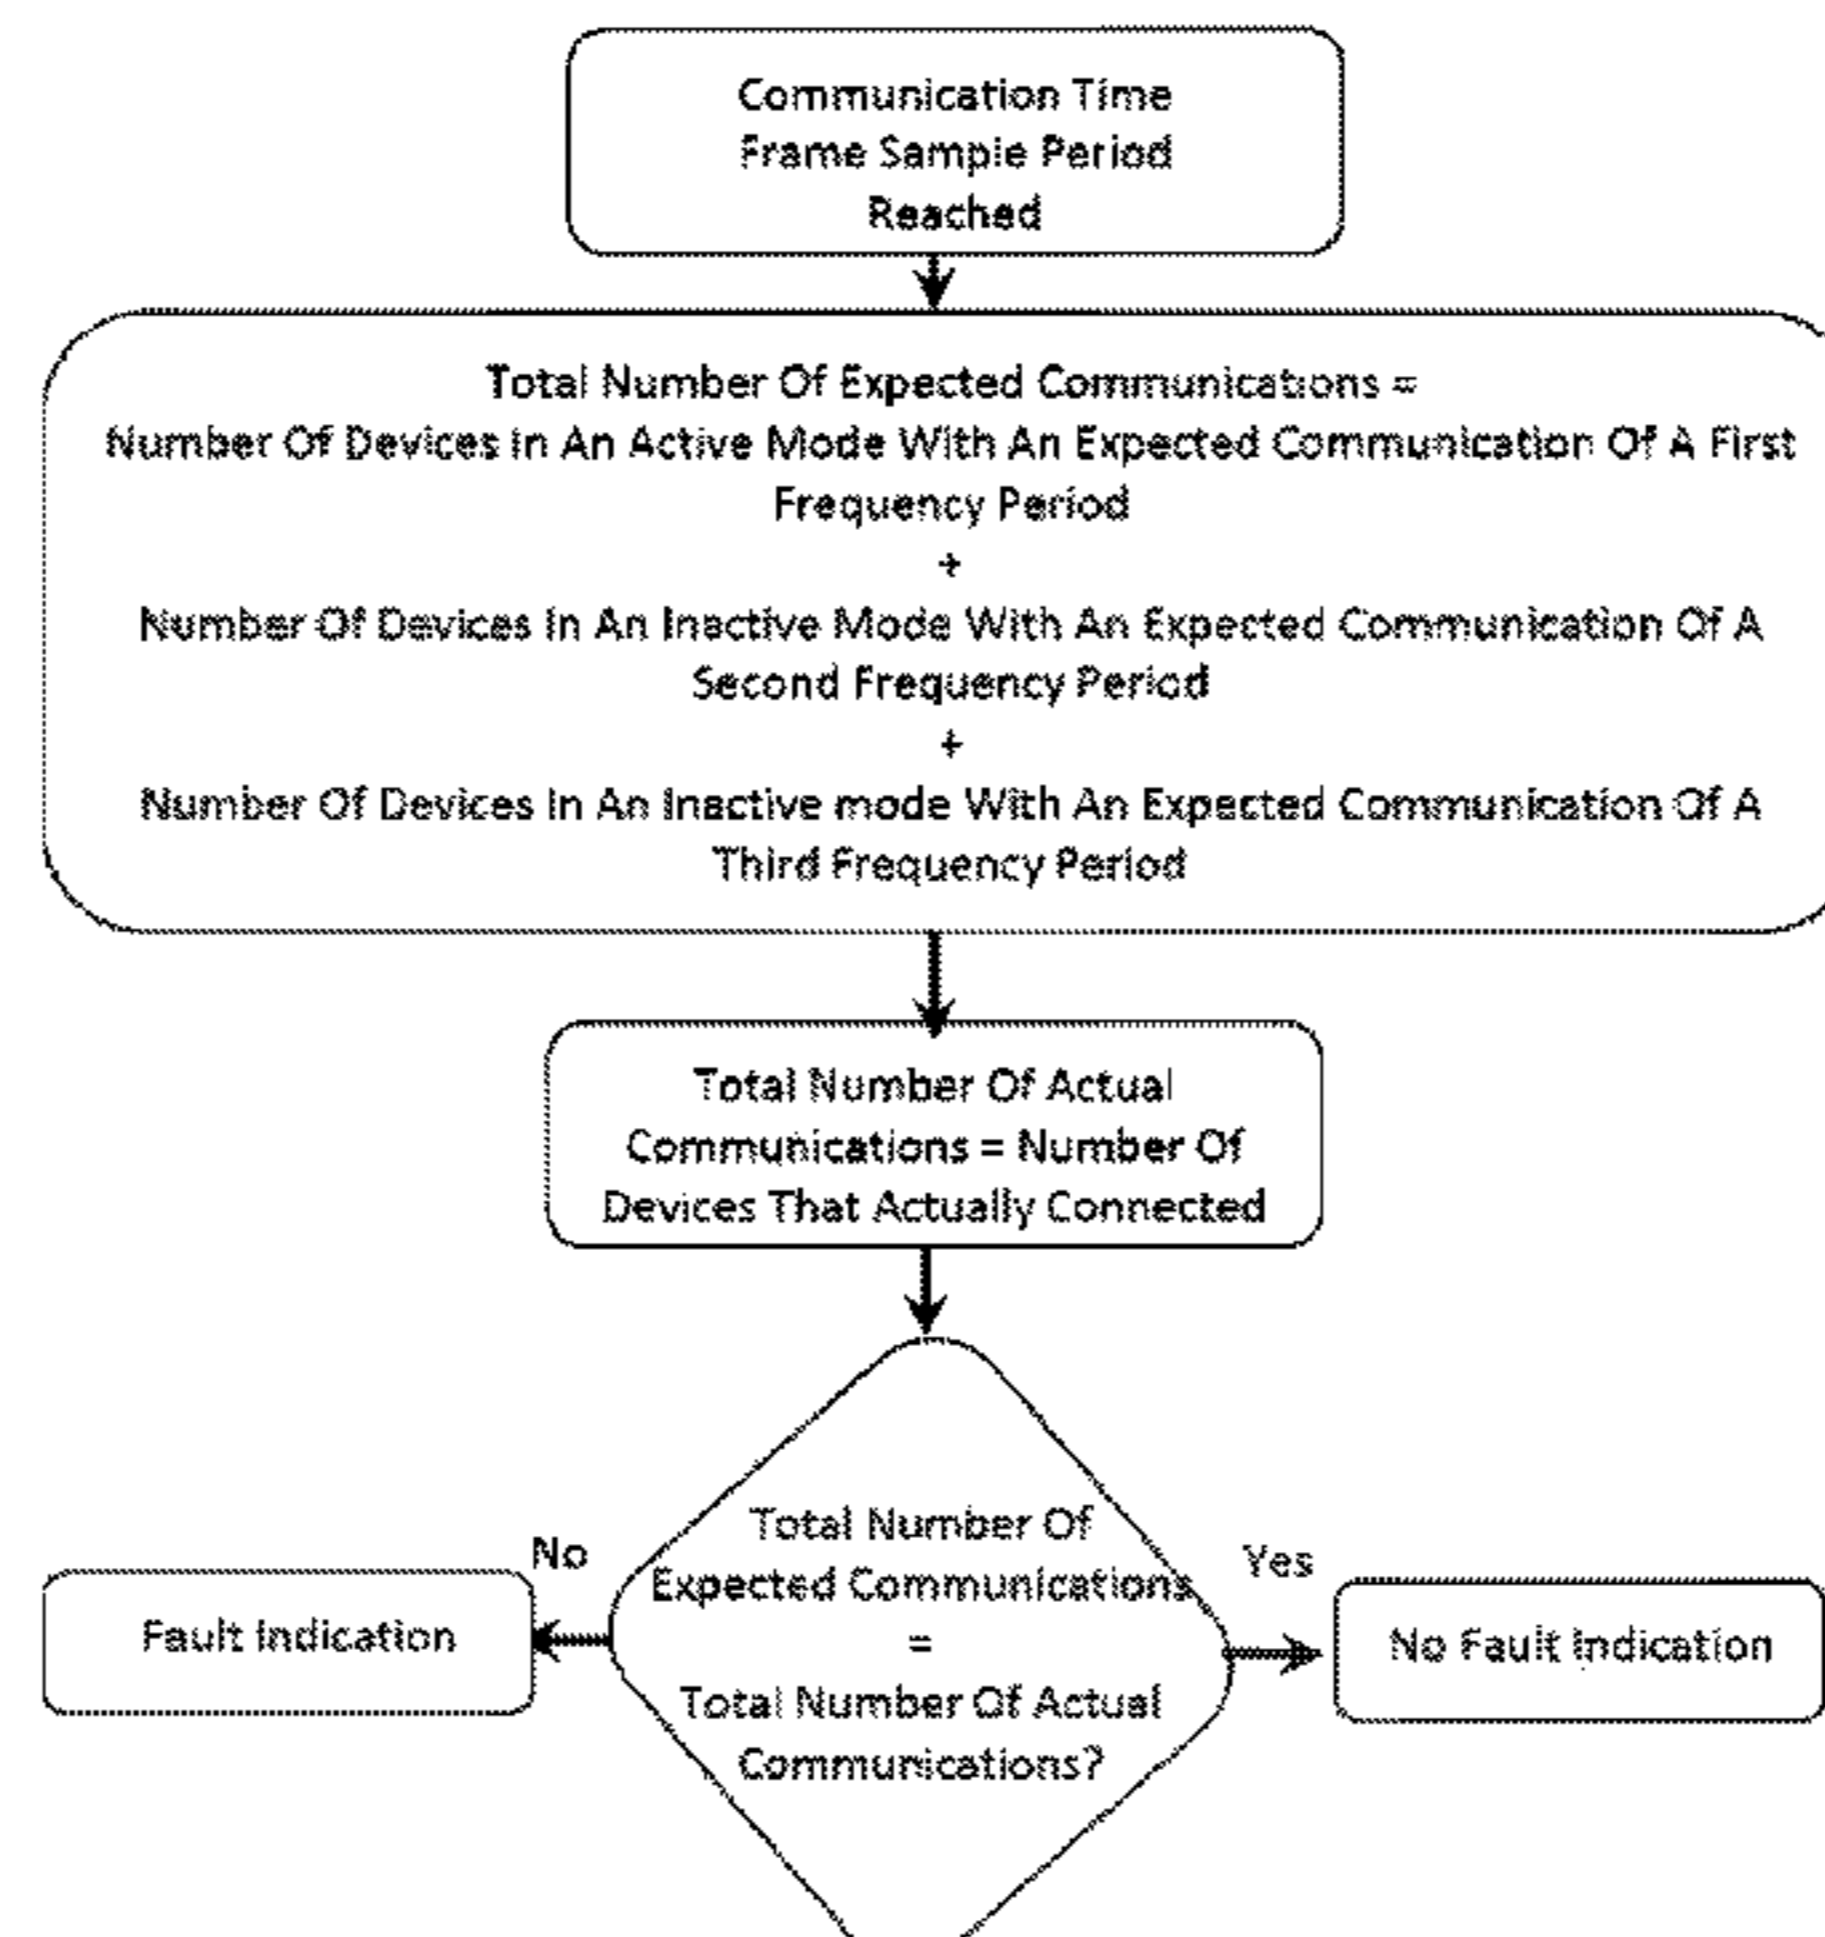 Communication Time
Frame Sample Period
Reached
Total Number Of Expected Communications =
Number Of Devices In An Active Mode With An Expected Communication Of A First
Frequency Period
+
Number Of Devices In An Inactive Mode With An Expected Communication Of A
Second Frequency Period
+
Number Of Devices In An Inactive mode With An Expected Communication Of A
Third Frequency Period
Total Number Of Actual
Communications = Number Of
Devices That Actually Connected
Total Number Of
Expected Communications
=
Total Number Of Actual
Communications?
No
Fault Indication
Yes
No Fault Indication